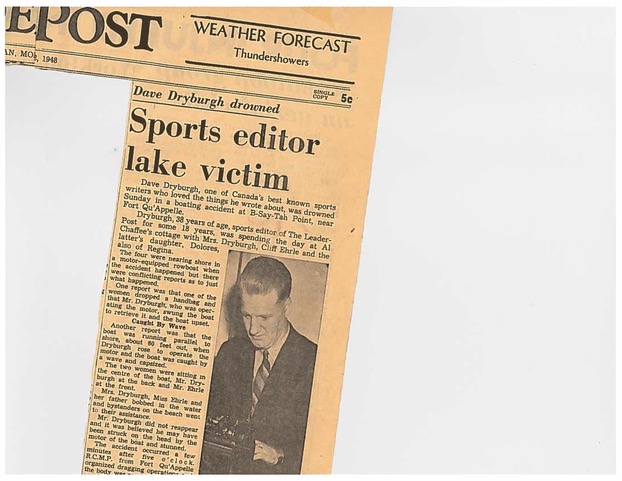 EPOST
WEATHER FORECAST
Thundershowers
AN, MO
, 1948
SINGLE
COPY 5c
Dave Dryburgh drowned
Sports editor
lake victim
Dave Dryburgh, one of Canada's best known sports
writers who loved the things he wrote about, was drowned
Sunday in a boating accident at B-Say-Tah Point, near
Fort Qu'Appelle.
Dryburgh, 38 years of age, sports editor of The Leader-
Post for some 18 years, was spending the day at Al
Chaffee's cottage with Mrs. Dryburgh, Cliff Ehrle and the
latter's daughter, Dolores,
also of Regina.
The four were nearing shore in
a motor-equipped rowboat when
the accident happened but there
were conflicting reports as to just
what happened.
One report was that one of the
women dropped a handbag and
that Mr. Dryburgh, who was oper-
ating the motor, swung the boat
to retrieve it and the boat upset.
Caught By Wave
Another report was that the
boat was running parallel to
shore, about 60 feet out, when
Dryburgh rose to operate the
motor and the boat was caught by
a wave and capsized.
The two women were sitting in
the centre of the boat, Mr. Dry-
burgh at the back and Mr. Ehrle
at the front.
Mrs. Dryburgh, Miss Ehrle and
her father bobbed in the water
and bystanders on the beach went
to their assistance.
Mr. Dryburgh did not reappear
and it was believed he may have
been struck on the head by the
motor of the boat and stunned.
The accident occurred a few
minutes after five o'clock.
R.C.M.P. from Fort Qu'Appelle
organized dragging operations
the body was